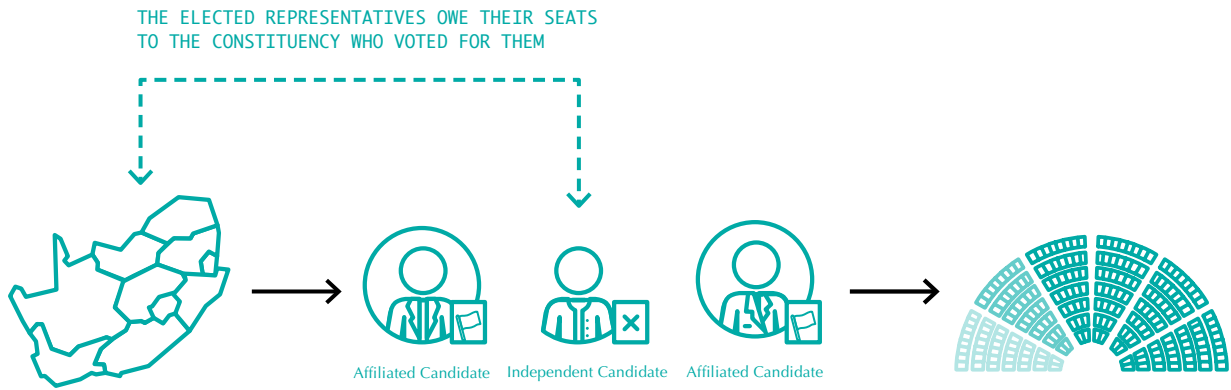 THE ELECTED REPRESENTATIVES OWE THEIR SEATS
TO THE CONSTITUENCY WHO VOTED FOR THEM
Affiliated Candidate
Independent Candidate
Affiliated Candidate